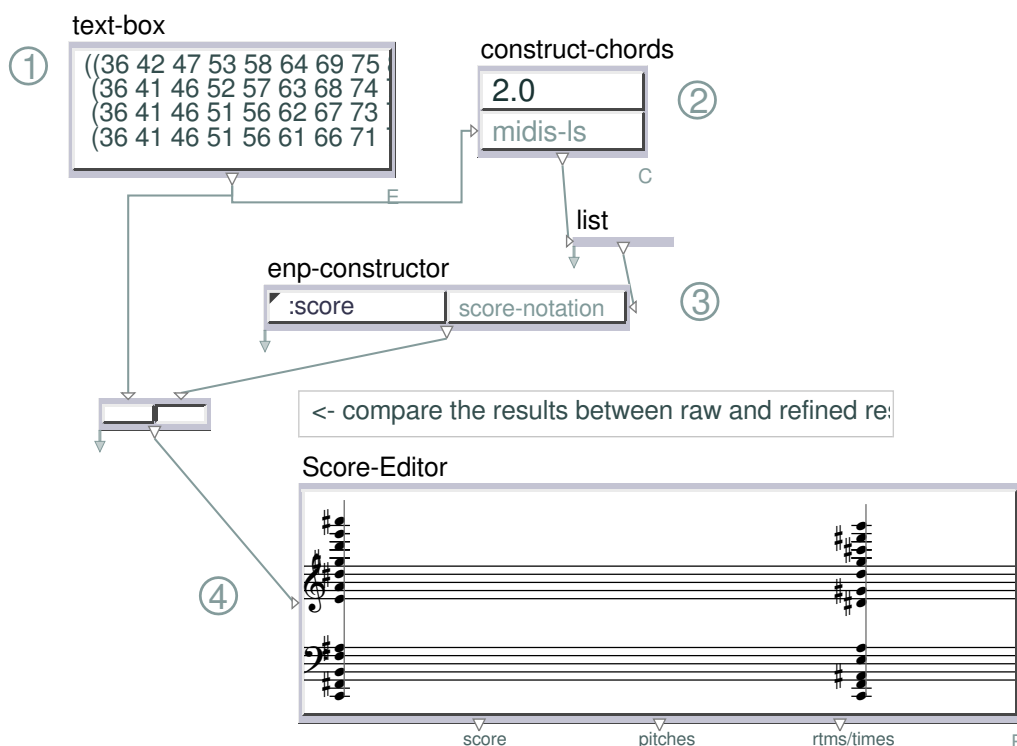 text-box
①
((36 42 47 53 58 64 69 75
(36 41 46 52 57 63 68 74
(36 41 46 51 56 62 67 73
(36 41 46 51 56 61 66 71
construct-chords
2.0
②
midis-ls
E
C
list
enp-constructor
:score
score-notation
③
<- compare the results between raw and refined
Score-Editor
④
score
pitches
rtms/times